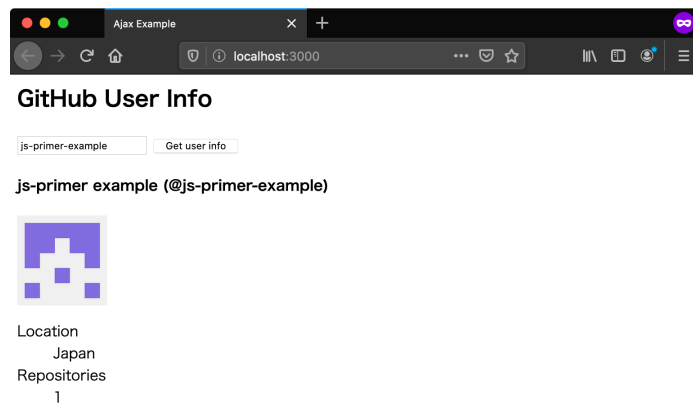 Ajax Example
localhost:3000
GitHub User Info
js-primer-example
Get user info
js-primer example (@js-primer-example)
Location
Japan
Repositories
1